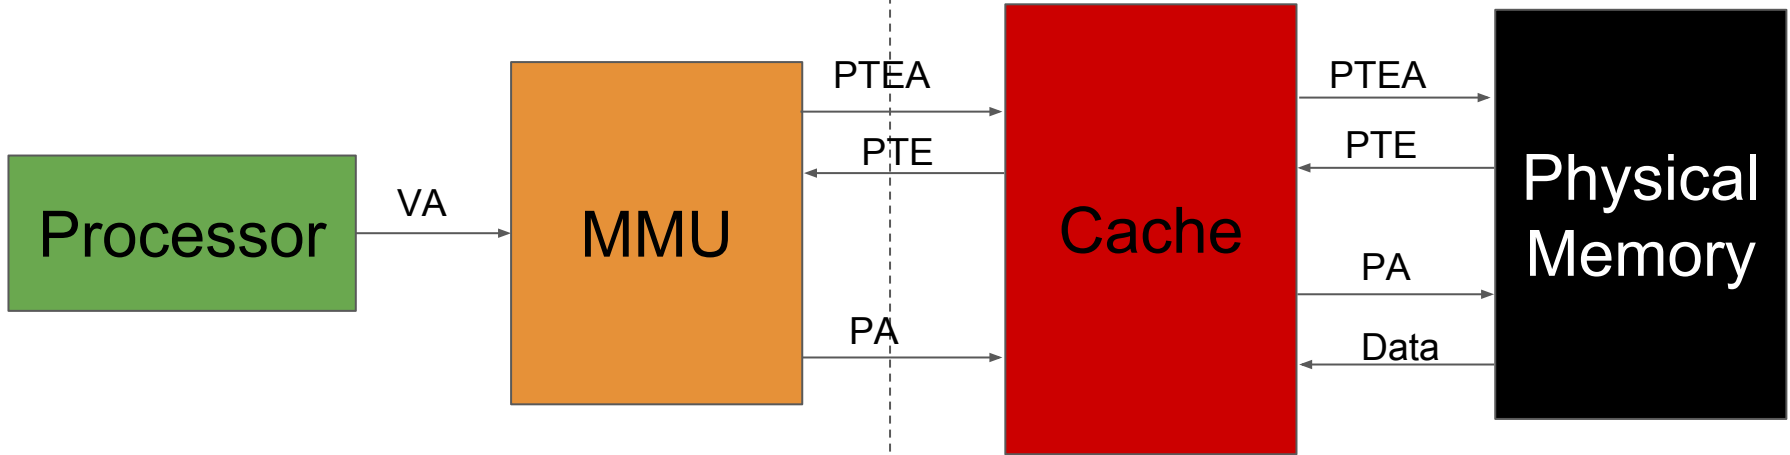 Processor
VA
MMU
PTEA
PTE
PA
Cache
PTEA
PTE
PA
Data
Physical
Memory